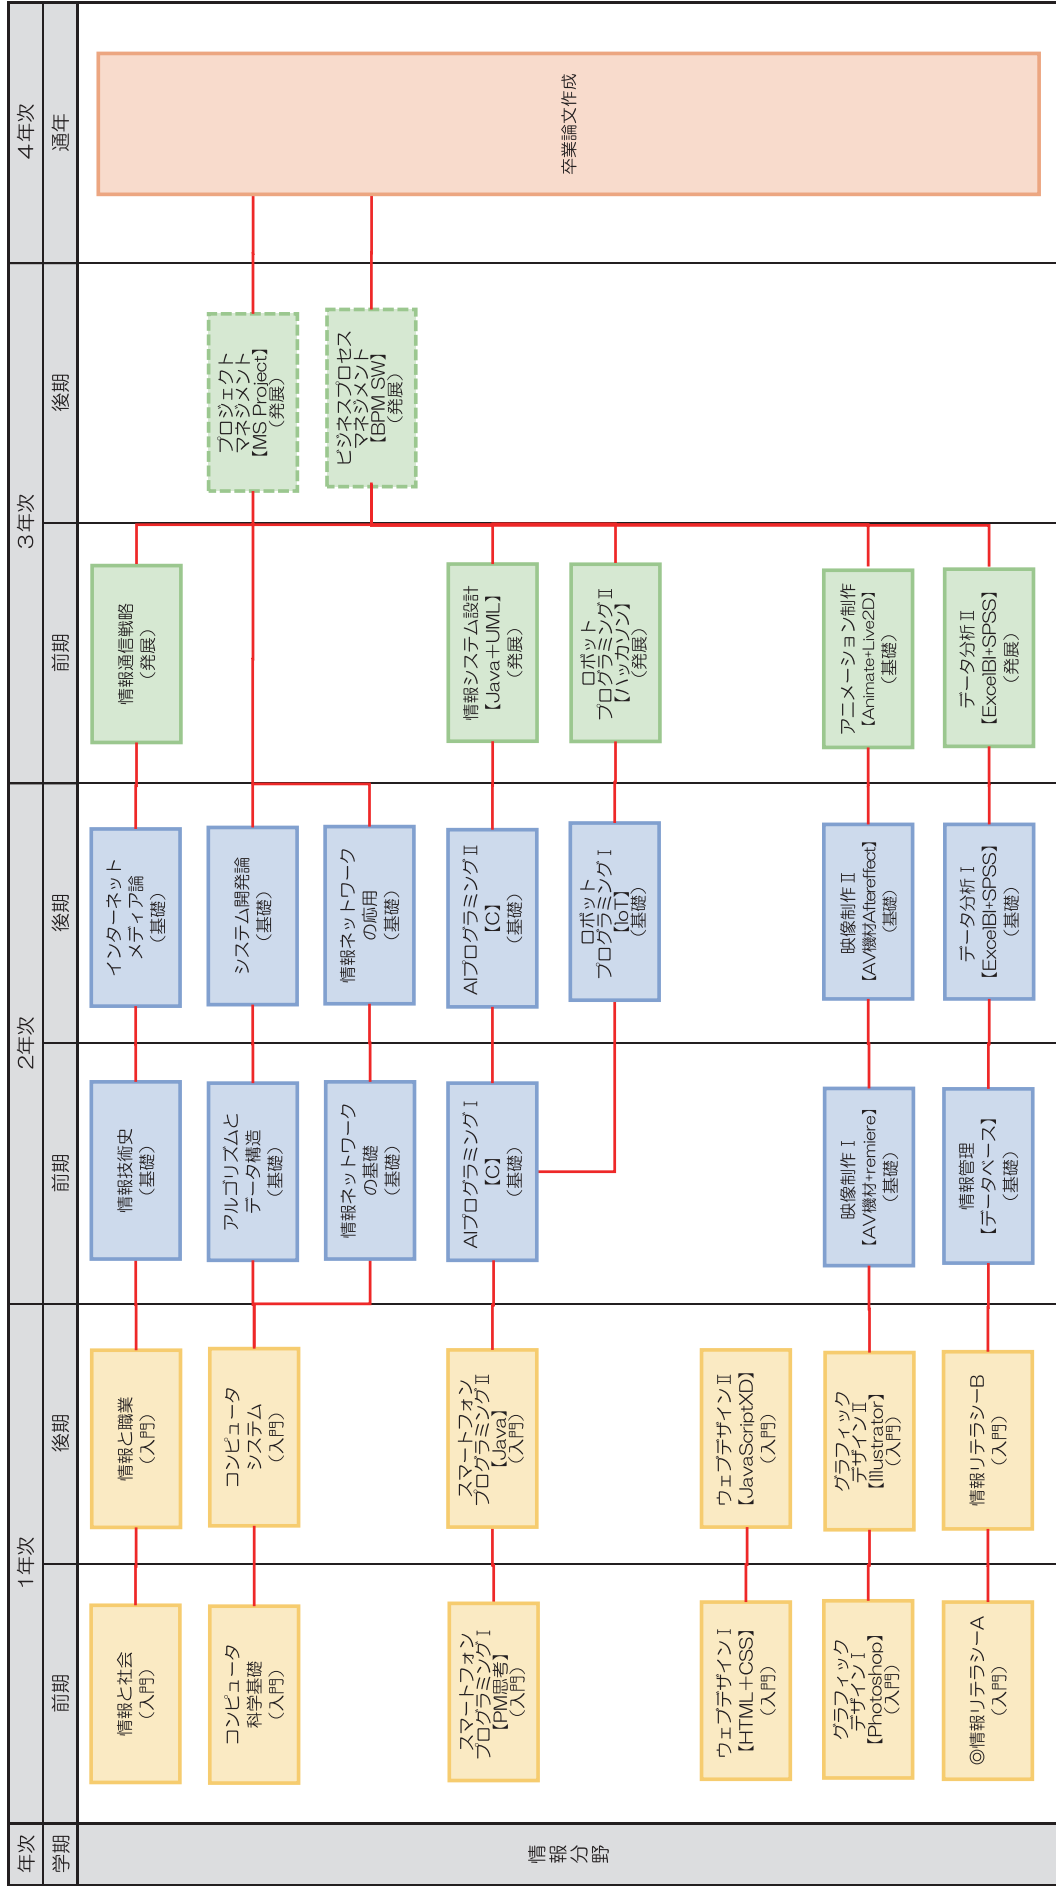 年次
1年次
2年次
3年次
4年次
学期
前期
後期
前期
後期
前期
後期
通年
情報分野
情報と社会
（入門）
情報と職業
（入門）
情報技術史
（基礎）
インターネット
メディア論
（基礎）
情報通信戦略
（発展）
コンピュータ
科学基礎
（入門）
コンピュータ
システム
（入門）
アルゴリズムと
データ構造
（基礎）
システム開発論
（基礎）
プロジェクト
マネジメント
【MS Project】
（発展）
情報ネットワーク
の基礎
（基礎）
情報ネットワーク
の応用
（基礎）
ビジネスプロセス
マネジメント
【BPM SW】
（発展）
スマートフォン
プログラミングⅠ
【PM思考】
（入門）
スマートフォン
プログラミングⅡ
【Java】
（入門）
AIプログラミングⅠ
【C】
（基礎）
AIプログラミングⅡ
【C】
（基礎）
情報システム設計
【Java＋UML】
（発展）
ロボット
プログラミングⅠ
【IoT】
（基礎）
ロボット
プログラミングⅡ
【ハッカソン】
（発展）
ウェブデザインⅠ
【HTML＋CSS】
（入門）
ウェブデザインⅡ
【JavaScriptXD】
（入門）
グラフィック
デザインⅠ
【Photoshop】
（入門）
グラフィック
デザインⅡ
【Illustrator】
（入門）
映像制作Ⅰ
【AV機材+remiere】
（基礎）
映像制作Ⅱ
【AV機材Aftereffect】
（基礎）
アニメーション制作
【Animate+Live2D】
（基礎）
◎情報リテラシーA
（入門）
情報リテラシーB
（入門）
情報管理
【データベース】
（基礎）
データ分析Ⅰ
【ExcelBI+SPSS】
（基礎）
データ分析Ⅱ
【ExcelBI+SPSS】
（発展）
卒業論文作成